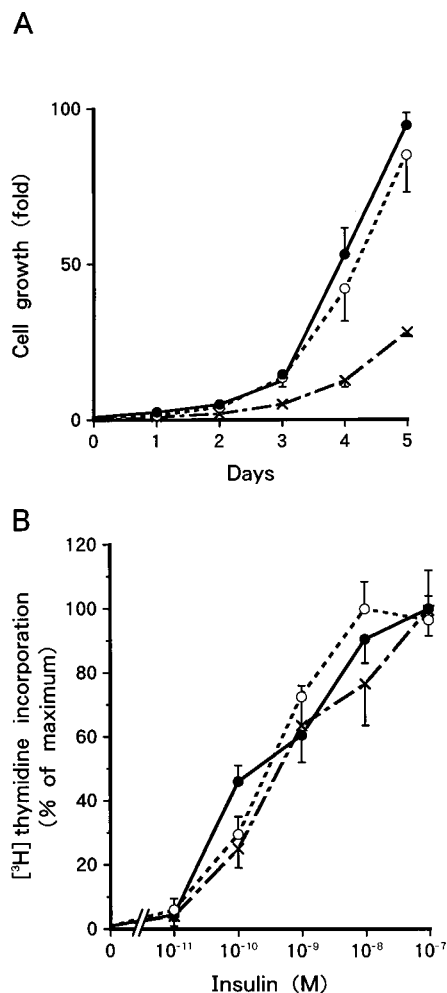 A
Cell growth (fold)
100
50
0
0 1 2 3 4 5
Days
B
[³H] thymidine incorporation
(% of maximum)
120
100
80
60
40
20
0
0 10⁻¹¹ 10⁻¹⁰ 10⁻⁹ 10⁻⁸ 10⁻⁷
Insulin (M)